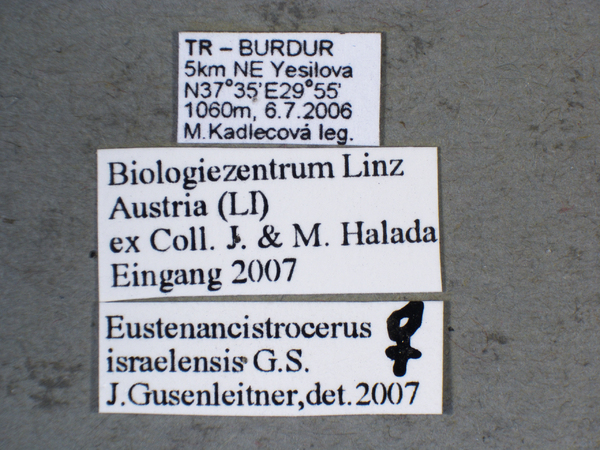 TR – BURDUR
5km NE Yesilova
N37°35'E29°55'
1060m, 6.7.2006
M.Kadlecová leg.
Biologiezentrum Linz
Austria (LI)
ex Coll. J. & M. Halada
Eingang 2007
Eustenancistrocerus ♀
israelensis G.S.
J.Gusenleitner,det.2007